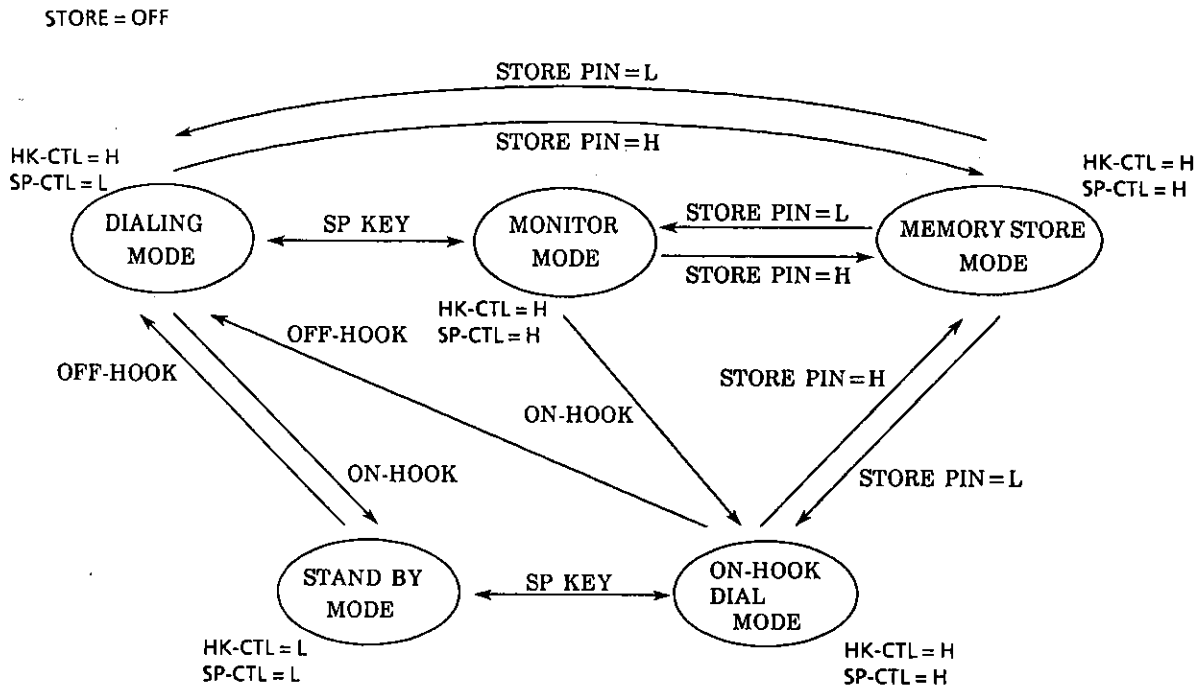 STORE = OFF
STORE PIN=L
STORE PIN=H
HK-CTL = H
SP-CTL = L
HK-CTL = H
SP-CTL = H
DIALING
MODE
SP KEY
MONITOR
MODE
STORE PIN=L
STORE PIN=H
MEMORY STORE
MODE
HK-CTL = H
SP-CTL = H
OFF-HOOK
OFF-HOOK
ON-HOOK
STORE PIN=H
ON-HOOK
STORE PIN=L
STAND BY
MODE
SP KEY
ON-HOOK
DIAL
MODE
HK-CTL = L
SP-CTL = L
HK-CTL = H
SP-CTL = H